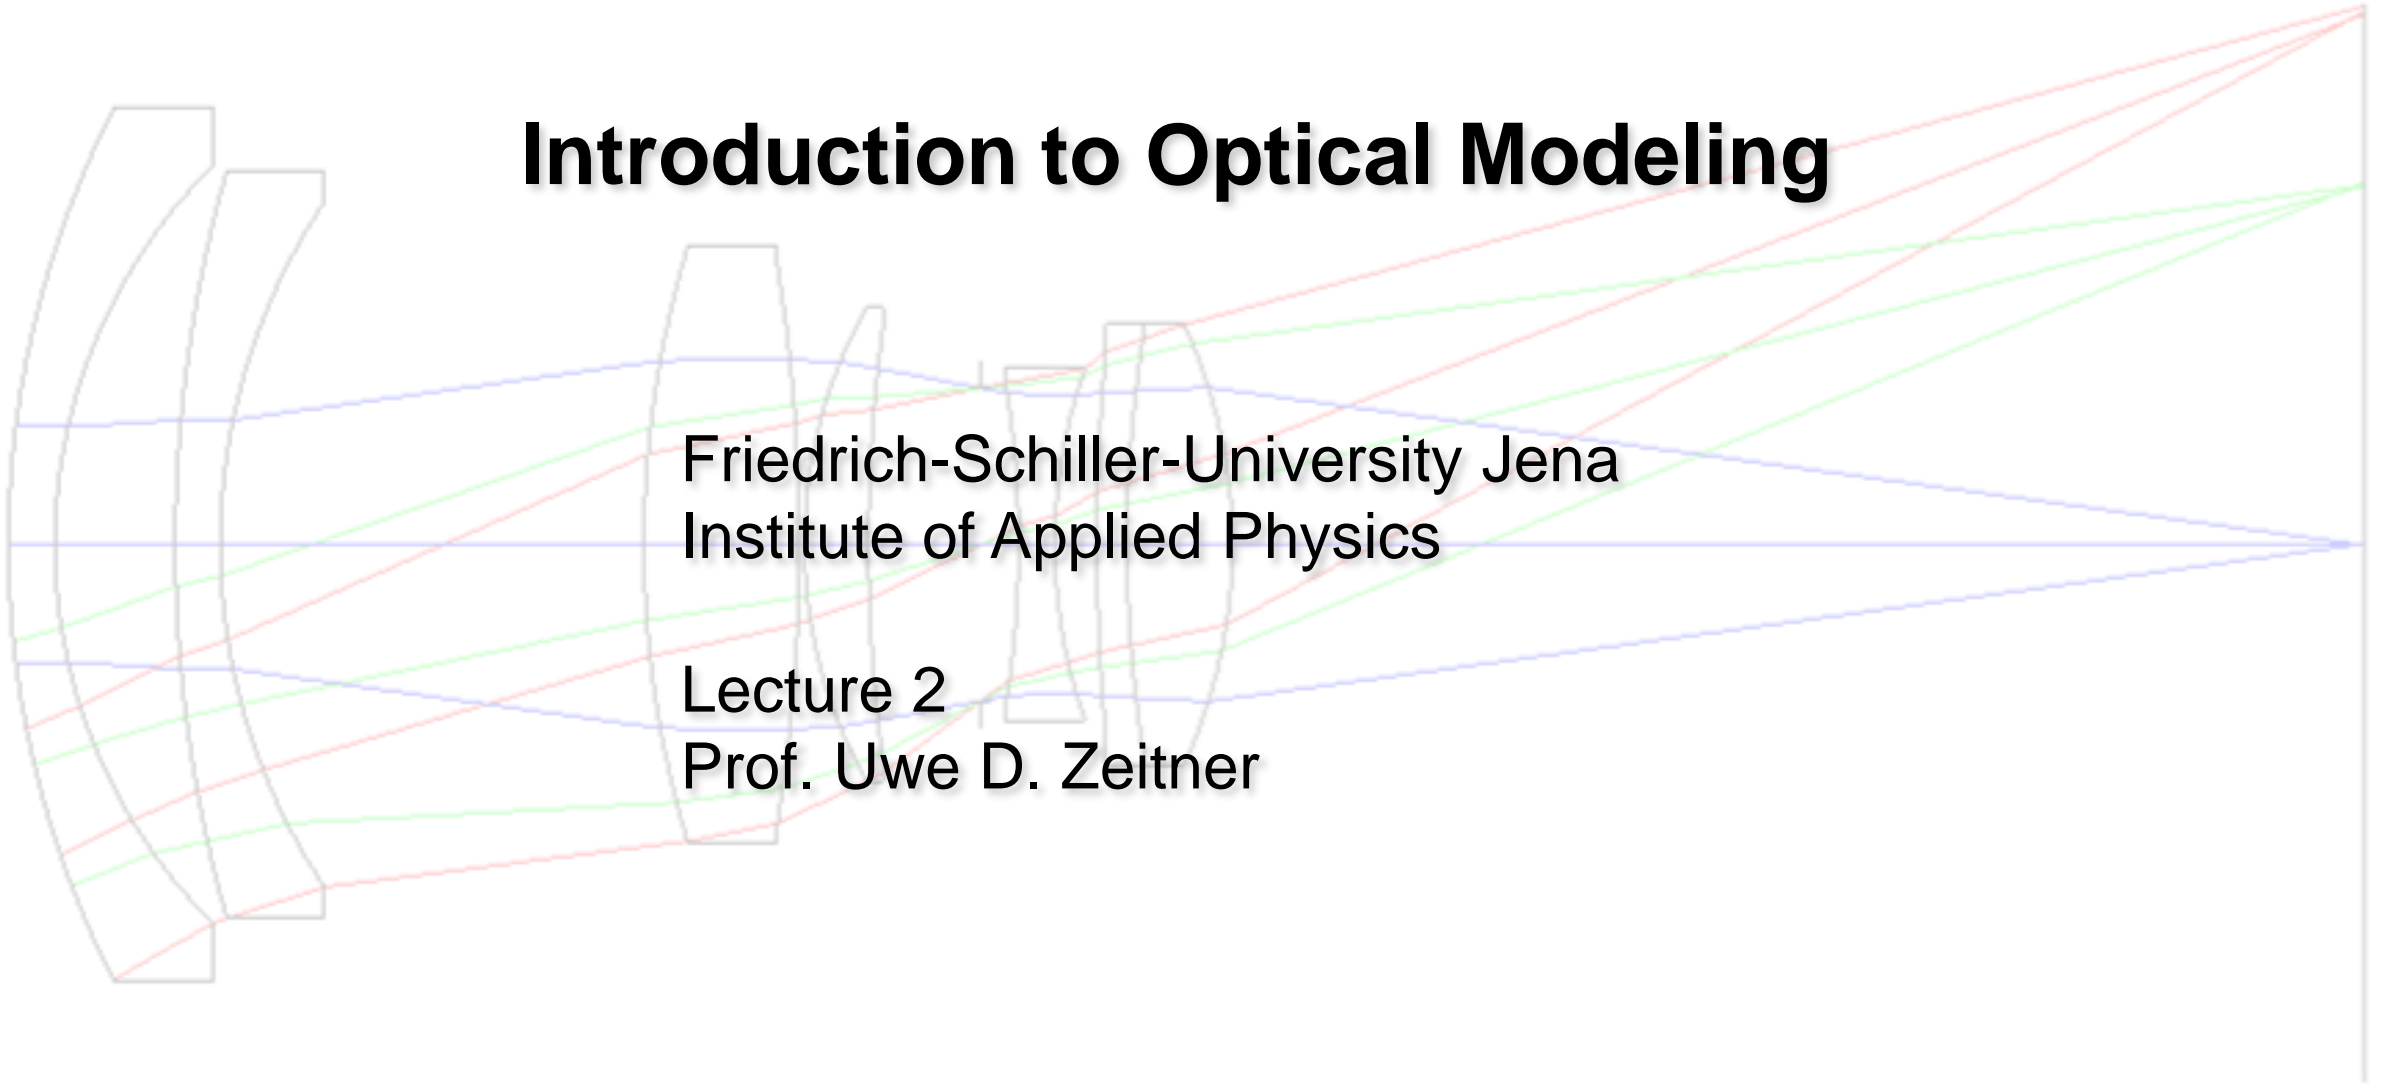 Introduction to Optical Modeling
Friedrich-Schiller-University Jena
Institute of Applied Physics
Lecture 2
Prof. Uwe D. Zeitner